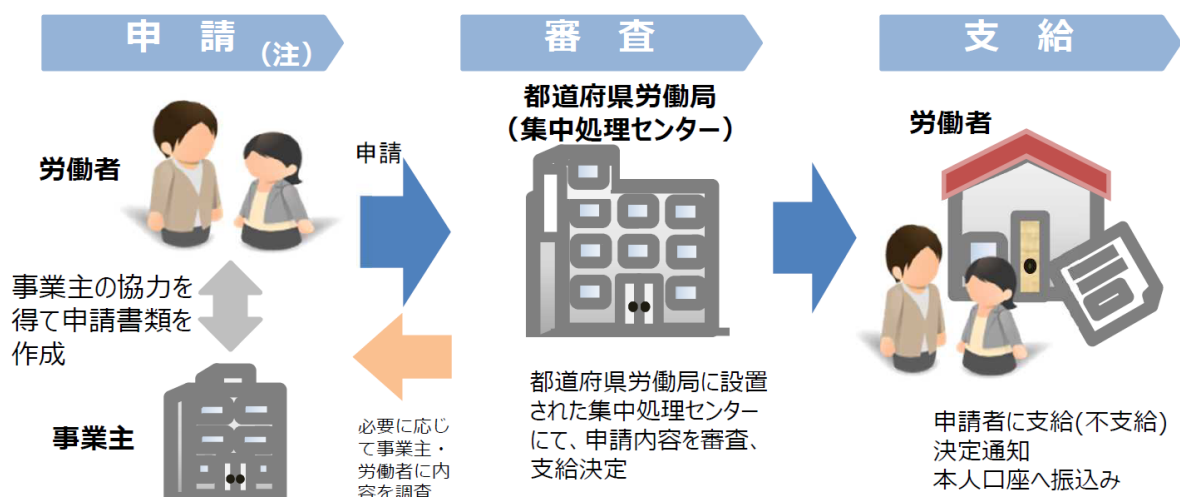 申　請（注）
労働者
申請
事業主の協力を
得て申請書類を
作成
事業主
必要に応じ
て事業主・
労働者に内
容を調査
審　査
都道府県労働局
（集中処理センター）
都道府県労働局に設置
された集中処理センター
にて、申請内容を審査、
支給決定
支　給
労働者
申請者に支給(不支給)
決定通知
本人口座へ振込み